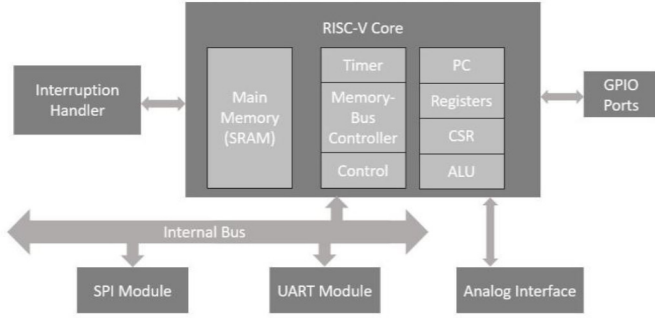 RISC-V Core
Interruption
Handler
Main
Memory
(SRAM)
Timer
Memory-
Bus
Controller
Control
PC
Registers
CSR
ALU
GPIO
Ports
Internal Bus
SPI Module
UART Module
Analog Interface